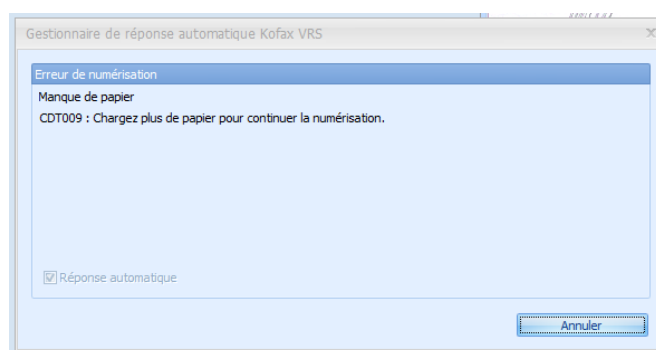 Gestionnaire de réponse automatique Kofax VRS
Erreur de numérisation
Manque de papier
CDT009 : Chargez plus de papier pour continuer la numérisation.
Réponse automatique
Annuler